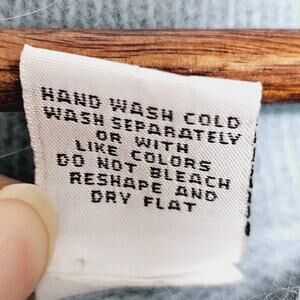 HAND WASH COLD
WASH SEPARATELY
OR WITH
LIKE COLORS
DO NOT BLEACH
RESHAPE AND
DRY FLAT